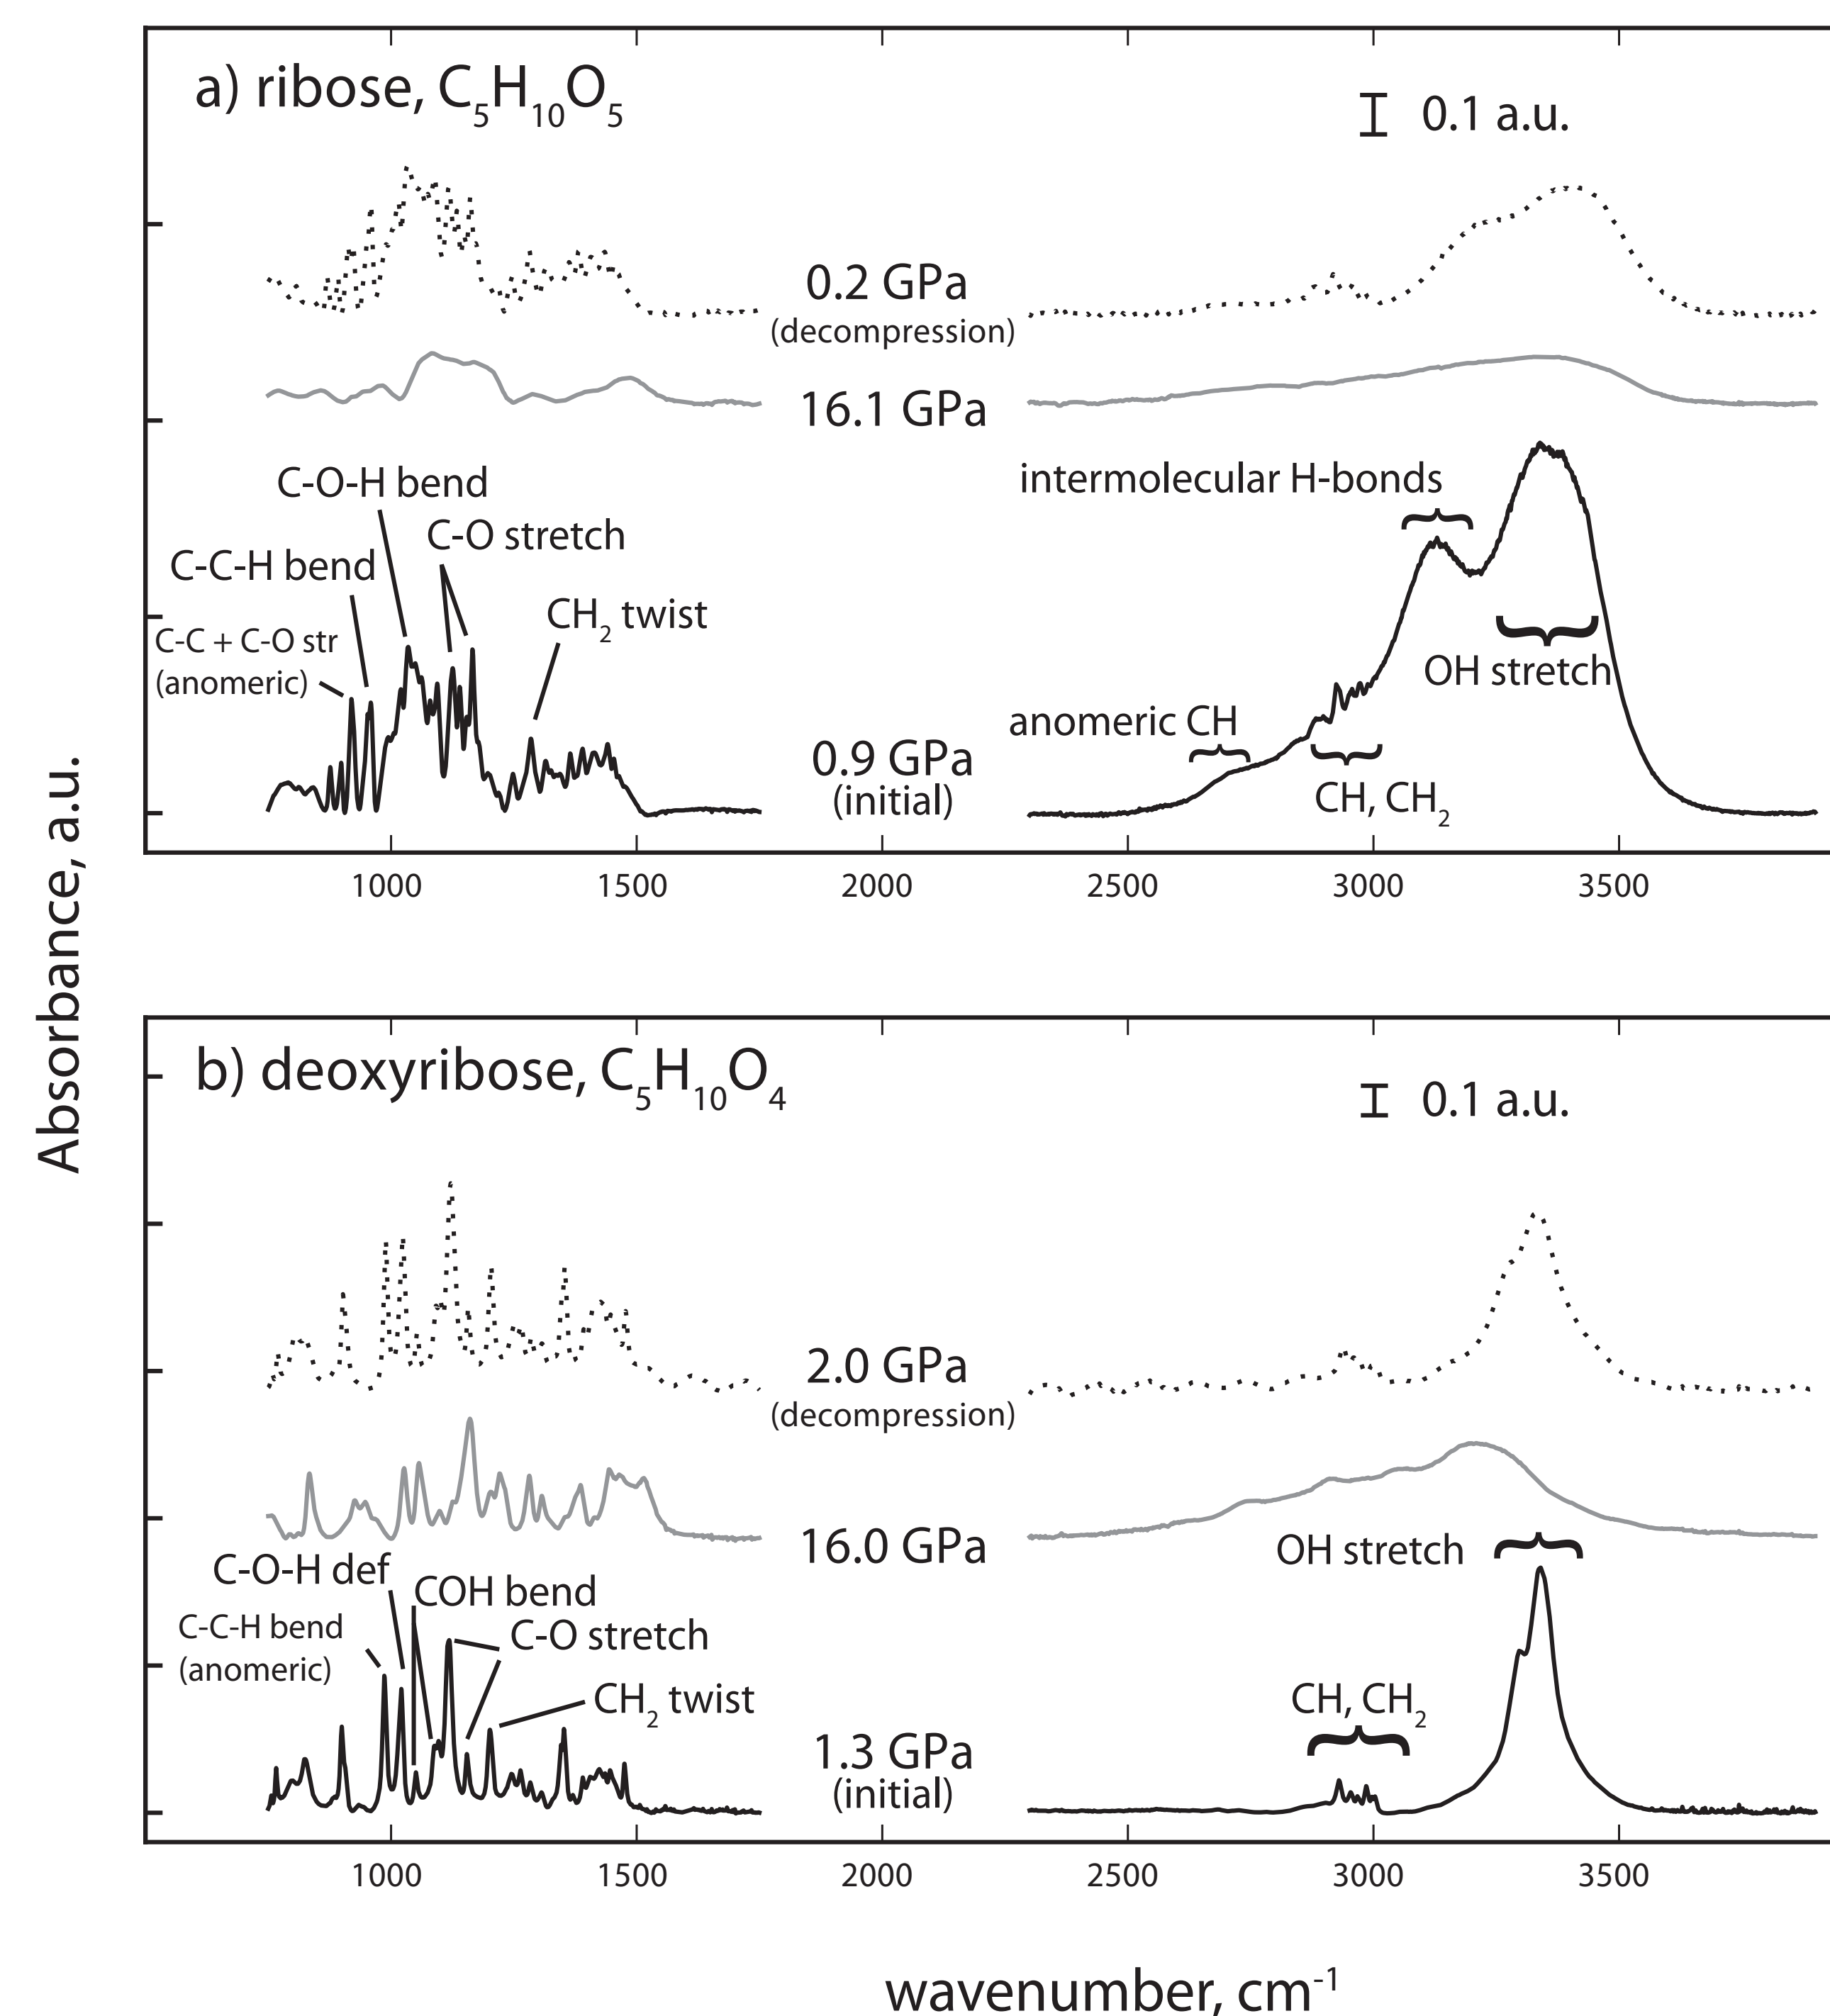 Absorbance, a.u.
a) ribose, C5H10O5
0.1 a.u.
0.2 GPa
(decompression)
16.1 GPa
intermolecular H-bonds
C-O-H bend
C-O stretch
C-C-H bend
CH2 twist
C-C + C-O str
(anomeric)
OH stretch
anomeric CH
0.9 GPa
(initial)
CH, CH2
1000 1500 2000 2500 3000 3500
b) deoxyribose, C5H10O4
0.1 a.u.
2.0 GPa
(decompression)
16.0 GPa
OH stretch
C-O-H def
COH bend
C-C-H bend
(anomeric)
C-O stretch
CH2 twist
CH, CH2
1.3 GPa
(initial)
1000 1500 2000 2500 3000 3500
wavenumber, cm-1